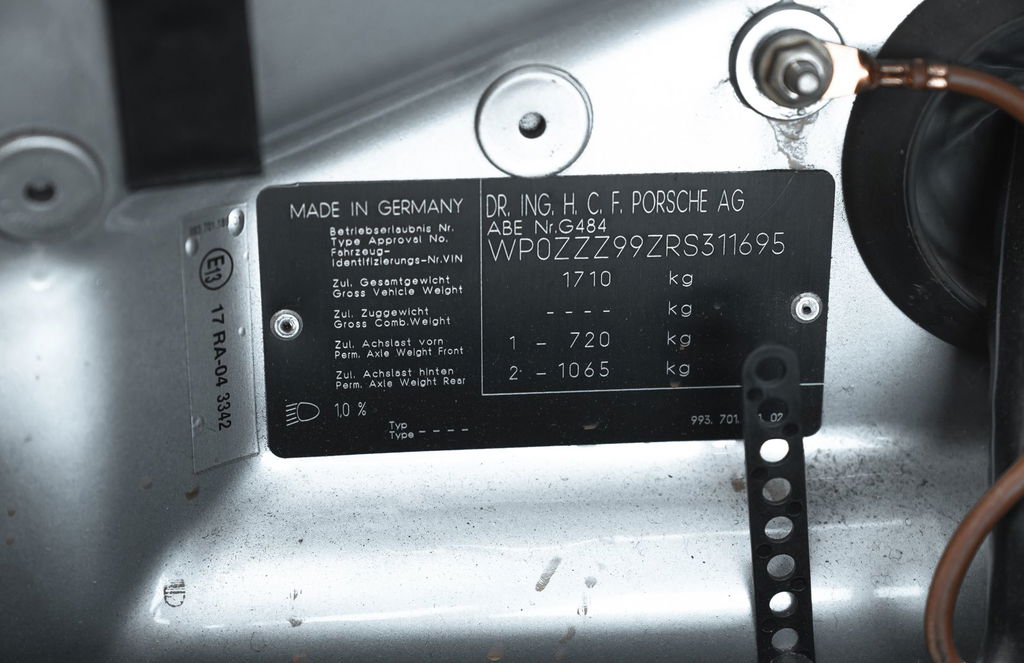 MADE IN GERMANY
DR. ING. H. C. F. PORSCHE AG
Betriebserlaubnis Nr.
Type Approval No.
ABE Nr.G484
Fahrzeug-
Identifizierungs-Nr.VIN
WP0ZZZ99ZRS311695
Zul. Gesamtgewicht
Gross Vehicle Weight
1710 kg
Zul. Zuggewicht
Gross Comb.Weight
---- kg
Zul. Achslast vorn
Perm. Axle Weight Front
1 - 720 kg
Zul. Achslast hinten
Perm. Axle Weight Rear
2 - 1065 kg
1,0 %
Typ
Type ----
993. 701. 02
E13
17 RA-04 3342